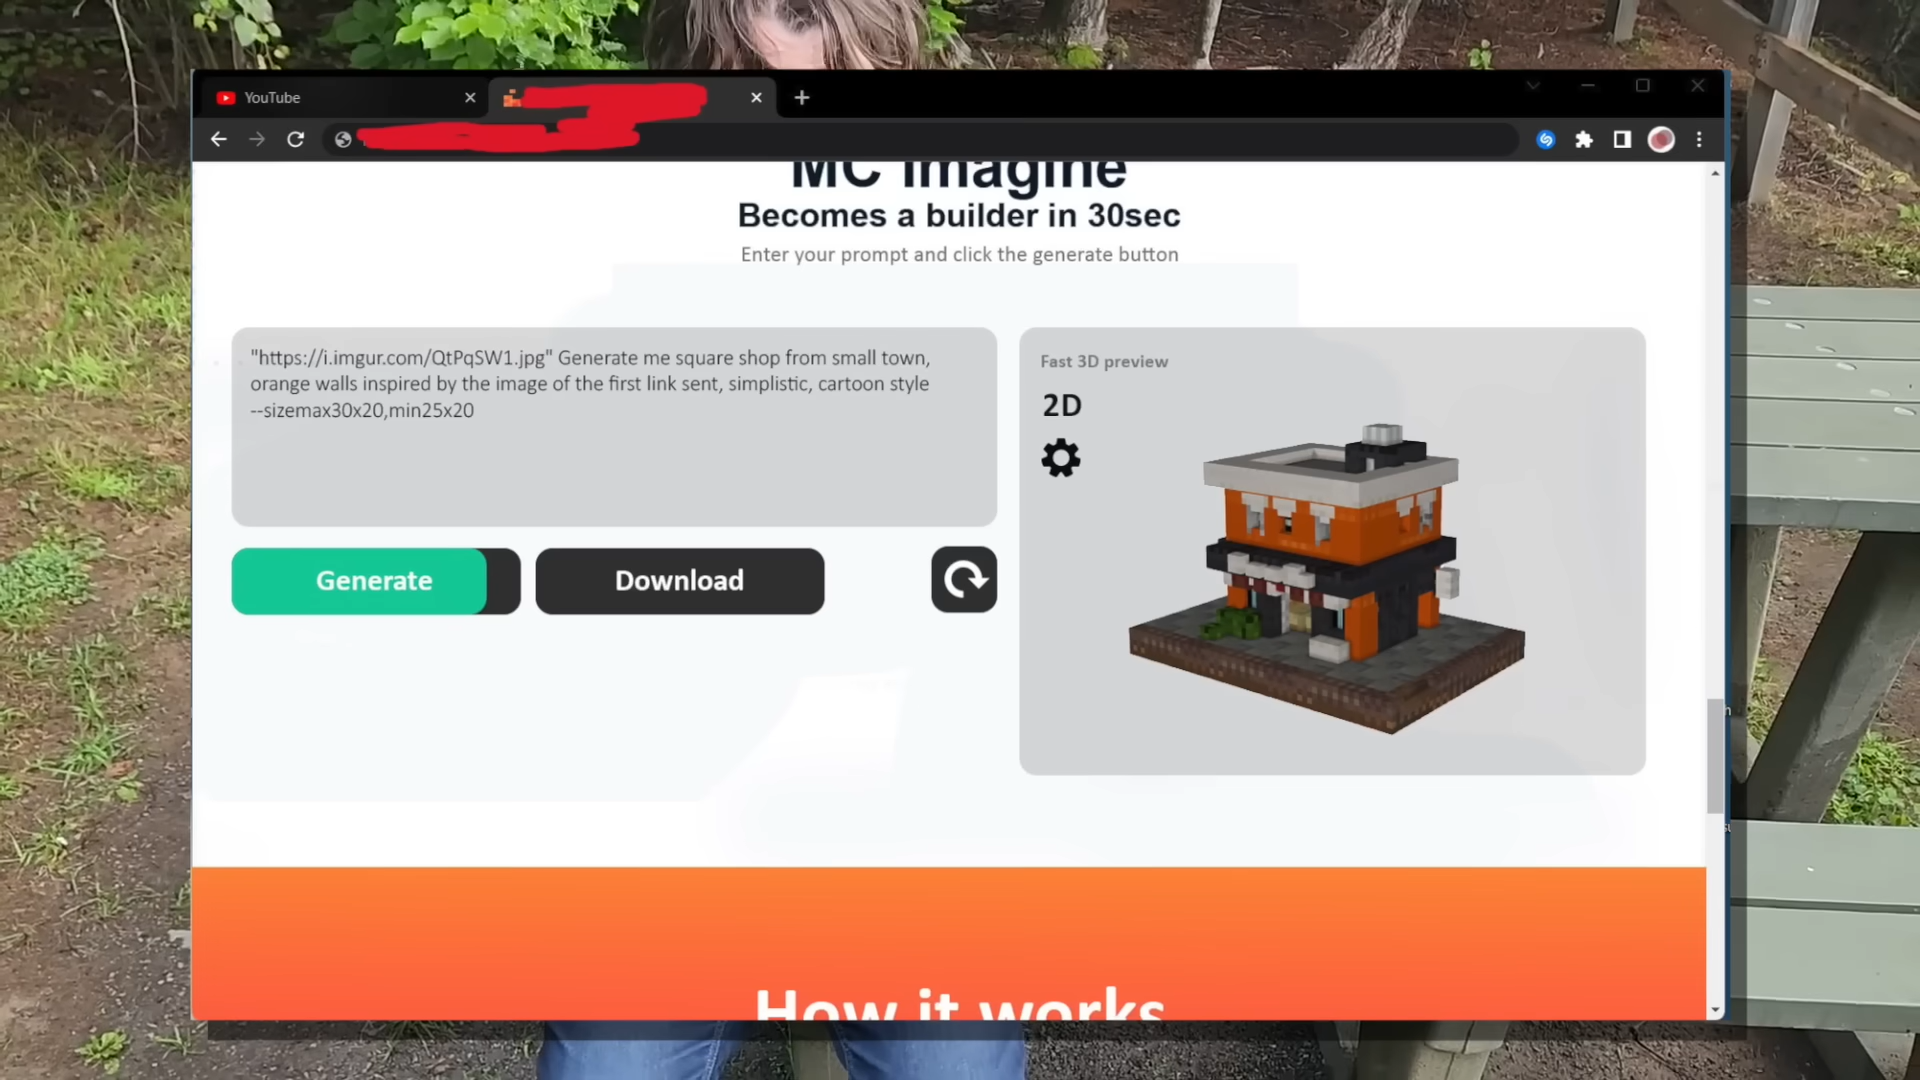 YouTube
MC Imagine
Becomes a builder in 30sec
Enter your prompt and click the generate button
"https://i.imgur.com/QtPqSW1.jpg" Generate me square shop from small town,
orange walls inspired by the image of the first link sent, simplistic, cartoon style
--sizemax30x20,min25x20
Fast 3D preview
2D
Generate
Download
How it works